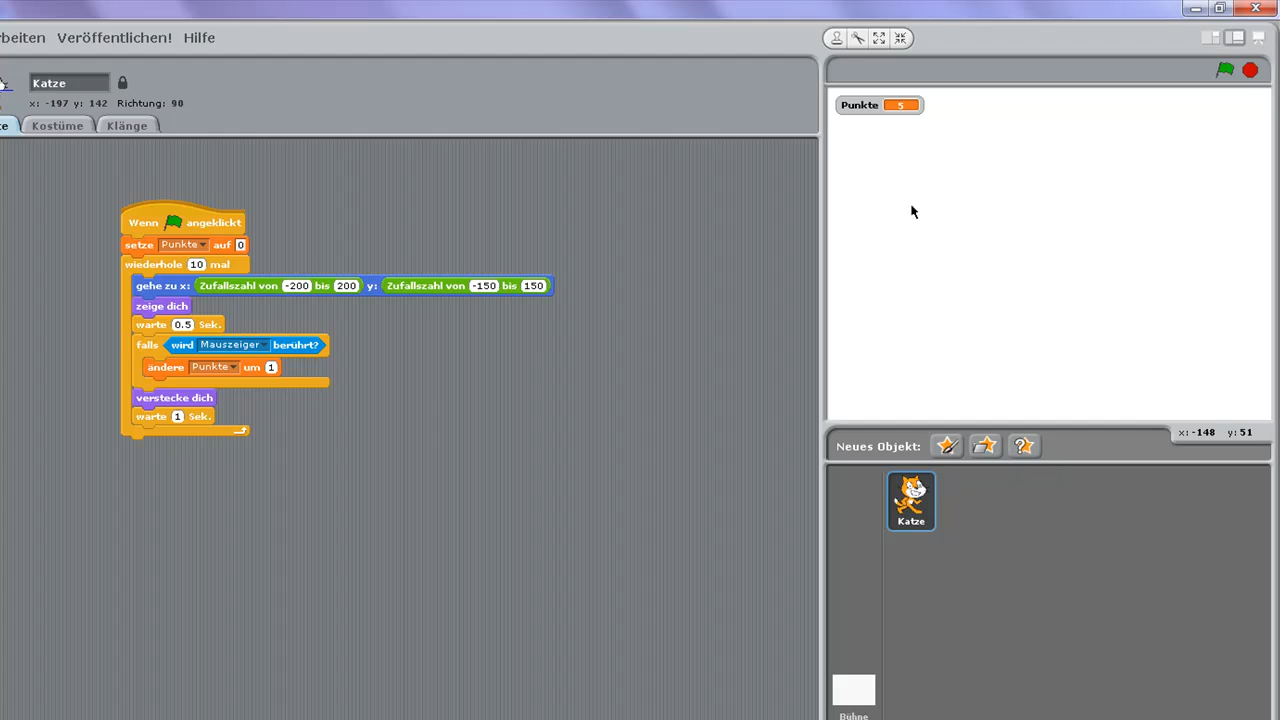 rbeiten Veröffentlichen! Hilfe
Katze
x: -197 y: 142 Richtung: 90
te Kostüme Klänge
Punkte 5
Wenn angeklickt
setze Punkte auf 0
wiederhole 10 mal
gehe zu x: Zufallszahl von -200 bis 200 y: Zufallszahl von -150 bis 150
zeige dich
warte 0.5 Sek.
falls wird Mauszeiger berührt?
ändere Punkte um 1
verstecke dich
warte 1 Sek.
x: -148 y: 51
Neues Objekt:
Katze
Bühne